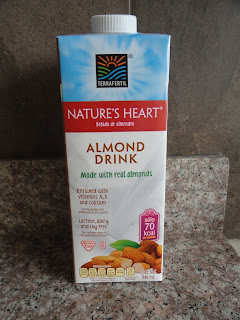 TERRAFERTIL
NATURE'S HEART®
Bebida de almendra
ALMOND
DRINK
Made with real almonds
Enriched with
vitamins A, D
and calcium
Lactose, dairy
and soy free
sólo
70
kcal